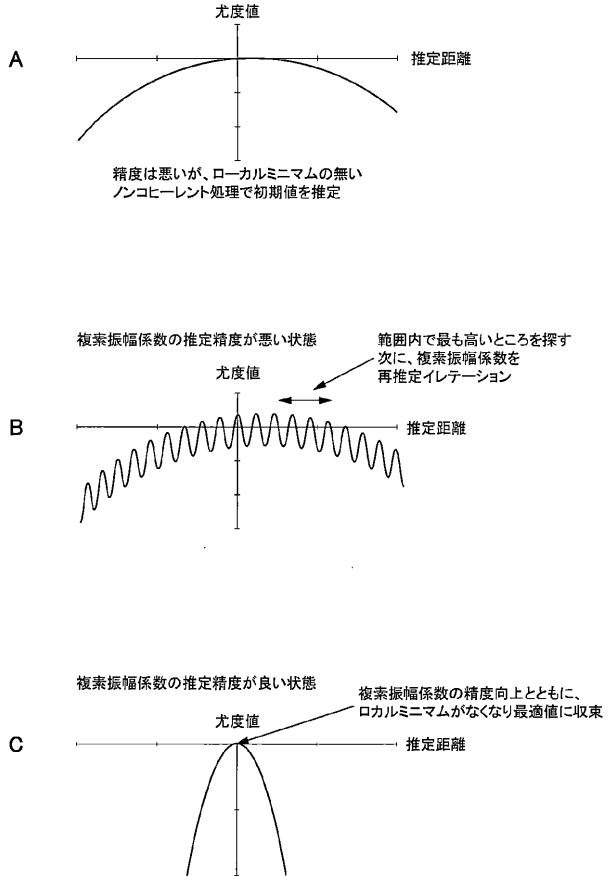 尤度値
A
推定距離
精度は悪いが、ローカルミニマムの無い
ノンコヒーレント処理で初期値を推定
複素振幅係数の推定精度が悪い状態
範囲内で最も高いところを探す
次に、複素振幅係数を
再推定イレテーション
尤度値
B
推定距離
複素振幅係数の推定精度が良い状態
複素振幅係数の精度向上とともに、
ロカルミニマムがなくなり最適値に収束
尤度値
C
推定距離